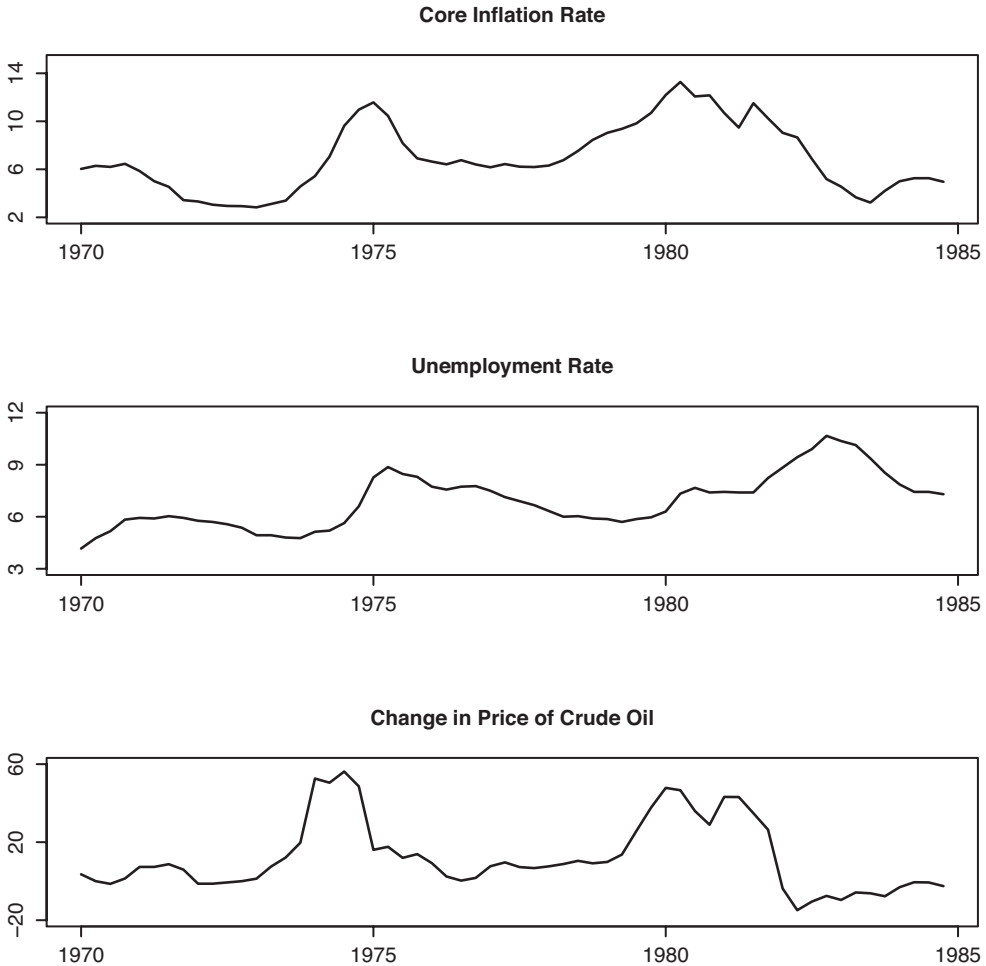 Core Inflation Rate
14
10
6
2
1970 1975 1980 1985
Unemployment Rate
12
9
6
3
1970 1975 1980 1985
Change in Price of Crude Oil
60
20
−20
1970 1975 1980 1985